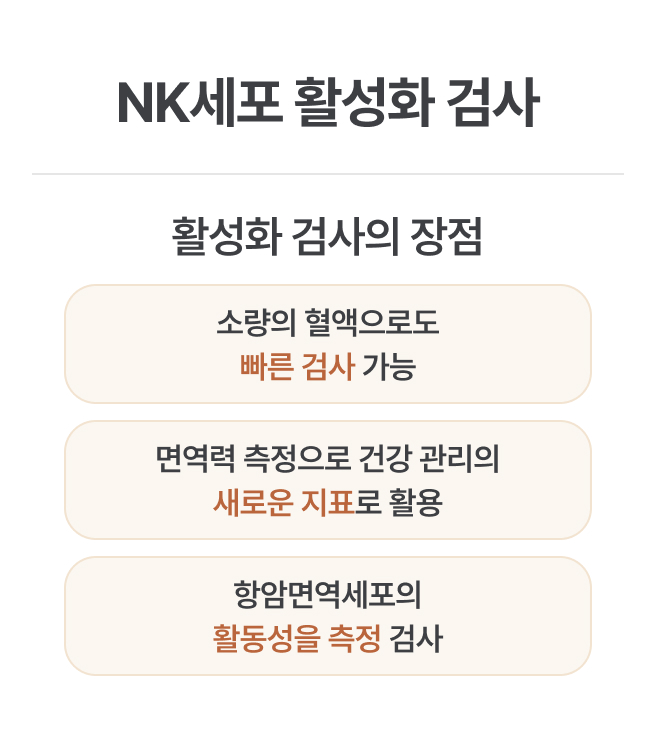 NK세포 활성화 검사
활성화 검사의 장점
소량의 혈액으로도
빠른 검사 가능
면역력 측정으로 건강 관리의
새로운 지표로 활용
항암면역세포의
활동성을 측정 검사